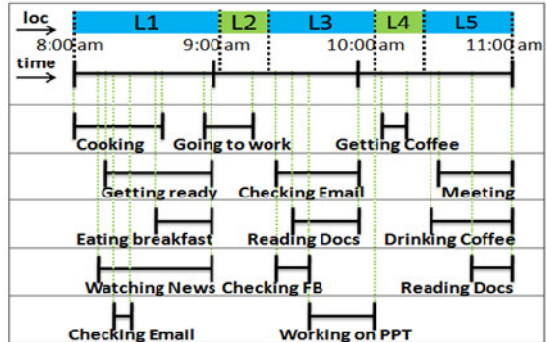 loc L1 L2 L3 L4 L5
8:00 am 9:00 am 10:00 am 11:00 am
time
Cooking Going to work Getting Coffee
Getting ready Checking Email Meeting
Eating breakfast Reading Docs Drinking Coffee
Watching News Checking FB Reading Docs
Checking Email Working on PPT